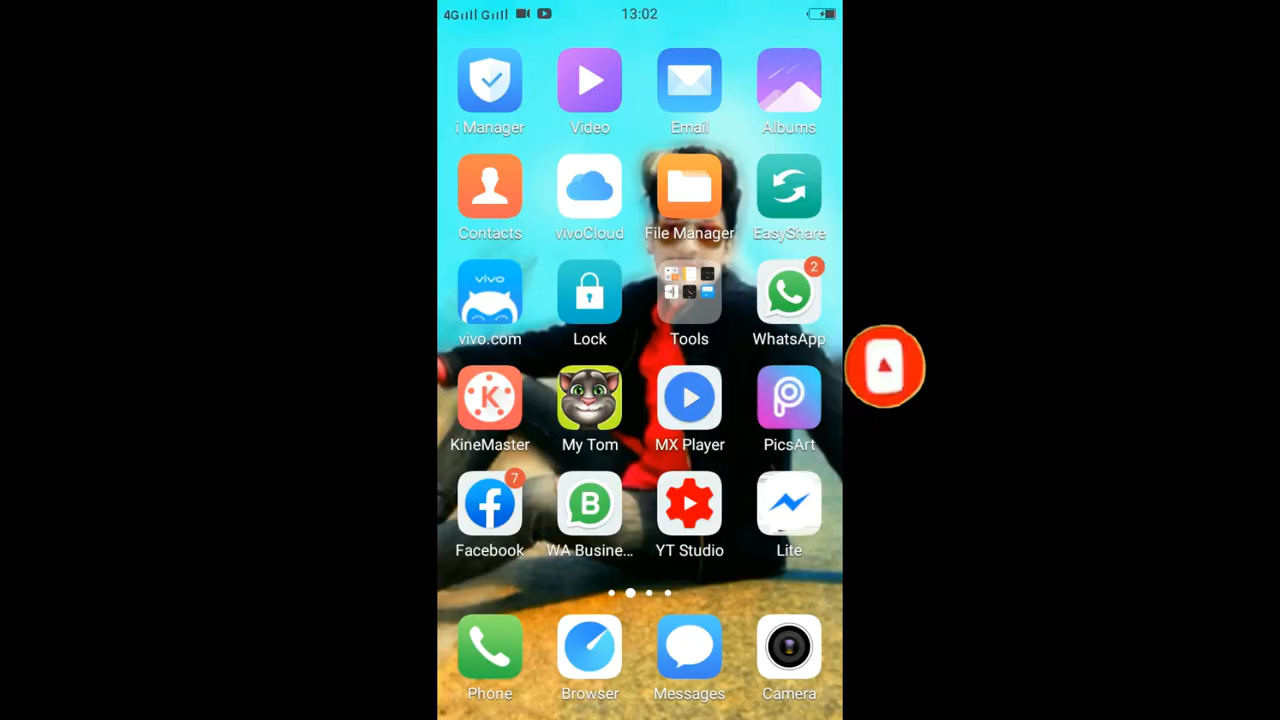 4G G 13:02
i Manager Video Email Albums
Contacts vivoCloud File Manager EasyShare
vivo
2
vivo.com Lock Tools WhatsApp
K
KineMaster My Tom MX Player PicsArt
7
B
Facebook WA Busine... YT Studio Lite
Phone Browser Messages Camera